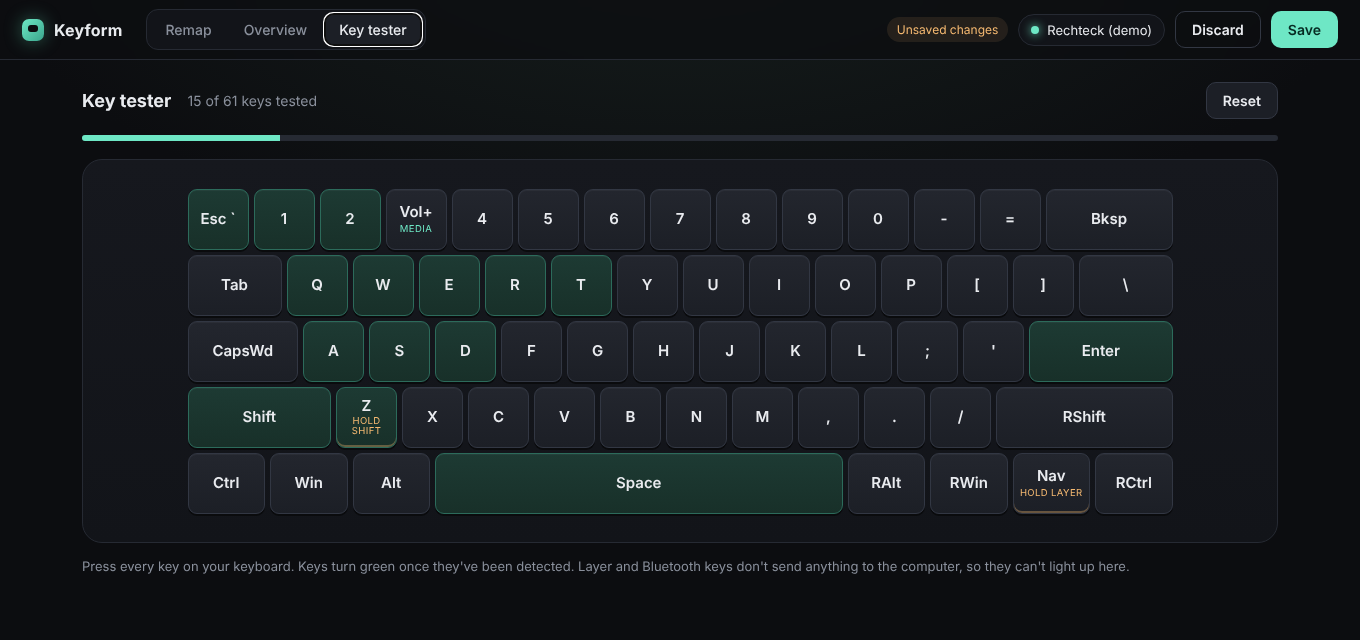 Keyform
Remap
Overview
Key tester
Unsaved changes
Rechteck (demo)
Discard
Save
Key tester
15 of 61 keys tested
Reset
Esc `
1
2
Vol+
MEDIA
4
5
6
7
8
9
0
-
=
Bksp
Tab
Q
W
E
R
T
Y
U
I
O
P
[
]
\
CapsWd
A
S
D
F
G
H
J
K
L
;
'
Enter
Shift
Z
HOLD
SHIFT
X
C
V
B
N
M
,
.
/
RShift
Ctrl
Win
Alt
Space
RAlt
RWin
Nav
HOLD LAYER
RCtrl
Press every key on your keyboard. Keys turn green once they've been detected. Layer and Bluetooth keys don't send anything to the computer, so they can't light up here.